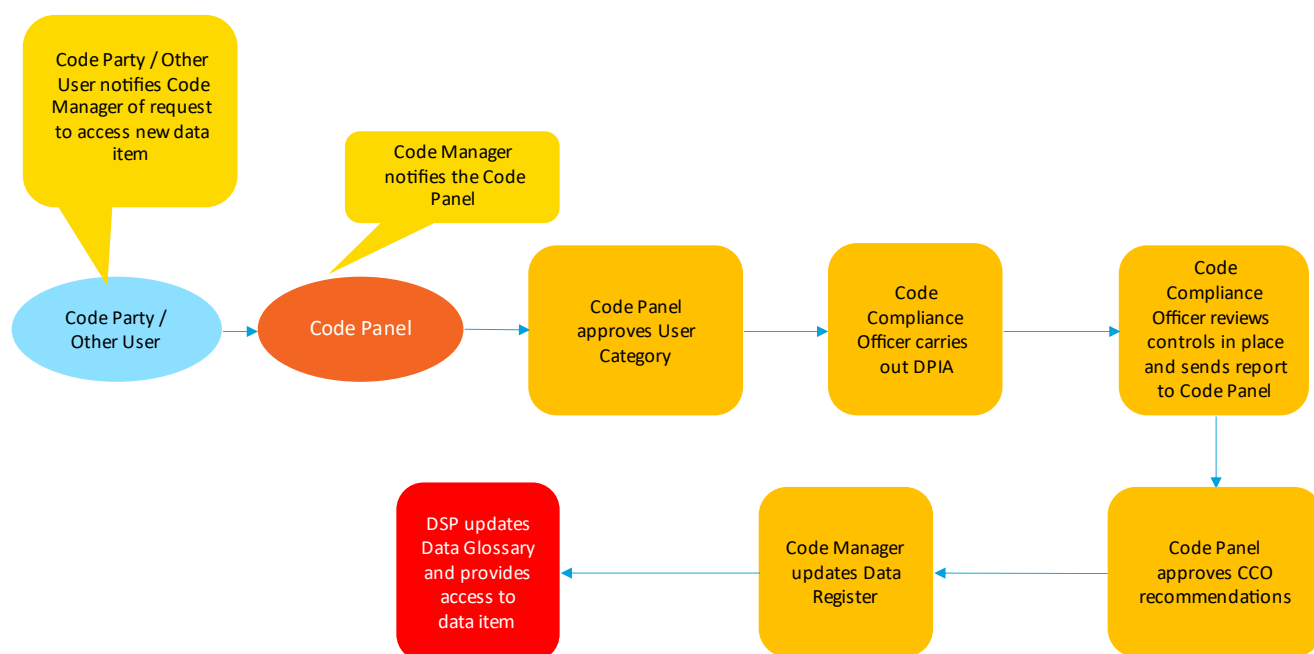 Code Party / Other
User notifies Code
Manager of request
to access new data
item
Code Manager
notifies the Code
Panel
Code Party /
Other User
Code Panel
Code Panel
approves User
Category
Code
Compliance
Officer carries
out DPIA
Code
Compliance
Officer reviews
controls in place
and sends report
to Code Panel
DSP updates
Data Glossary
and provides
access to
data item
Code Manager
updates Data
Register
Code Panel
approves CCO
recommendations